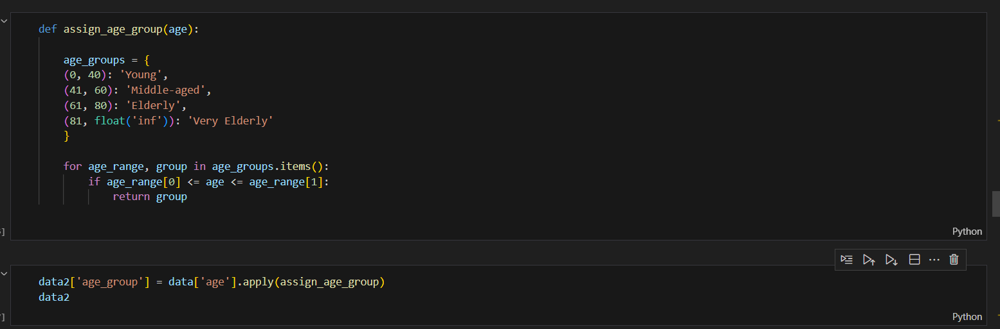 def assign_age_group(age):
age_groups = {
(0, 40): 'Young',
(41, 60): 'Middle-aged',
(61, 80): 'Elderly',
(81, float('inf')): 'Very Elderly'
}
for age_range, group in age_groups.items():
if age_range[0] <= age <= age_range[1]:
return group
]
Python
data2['age_group'] = data['age'].apply(assign_age_group)
data2
]
Python